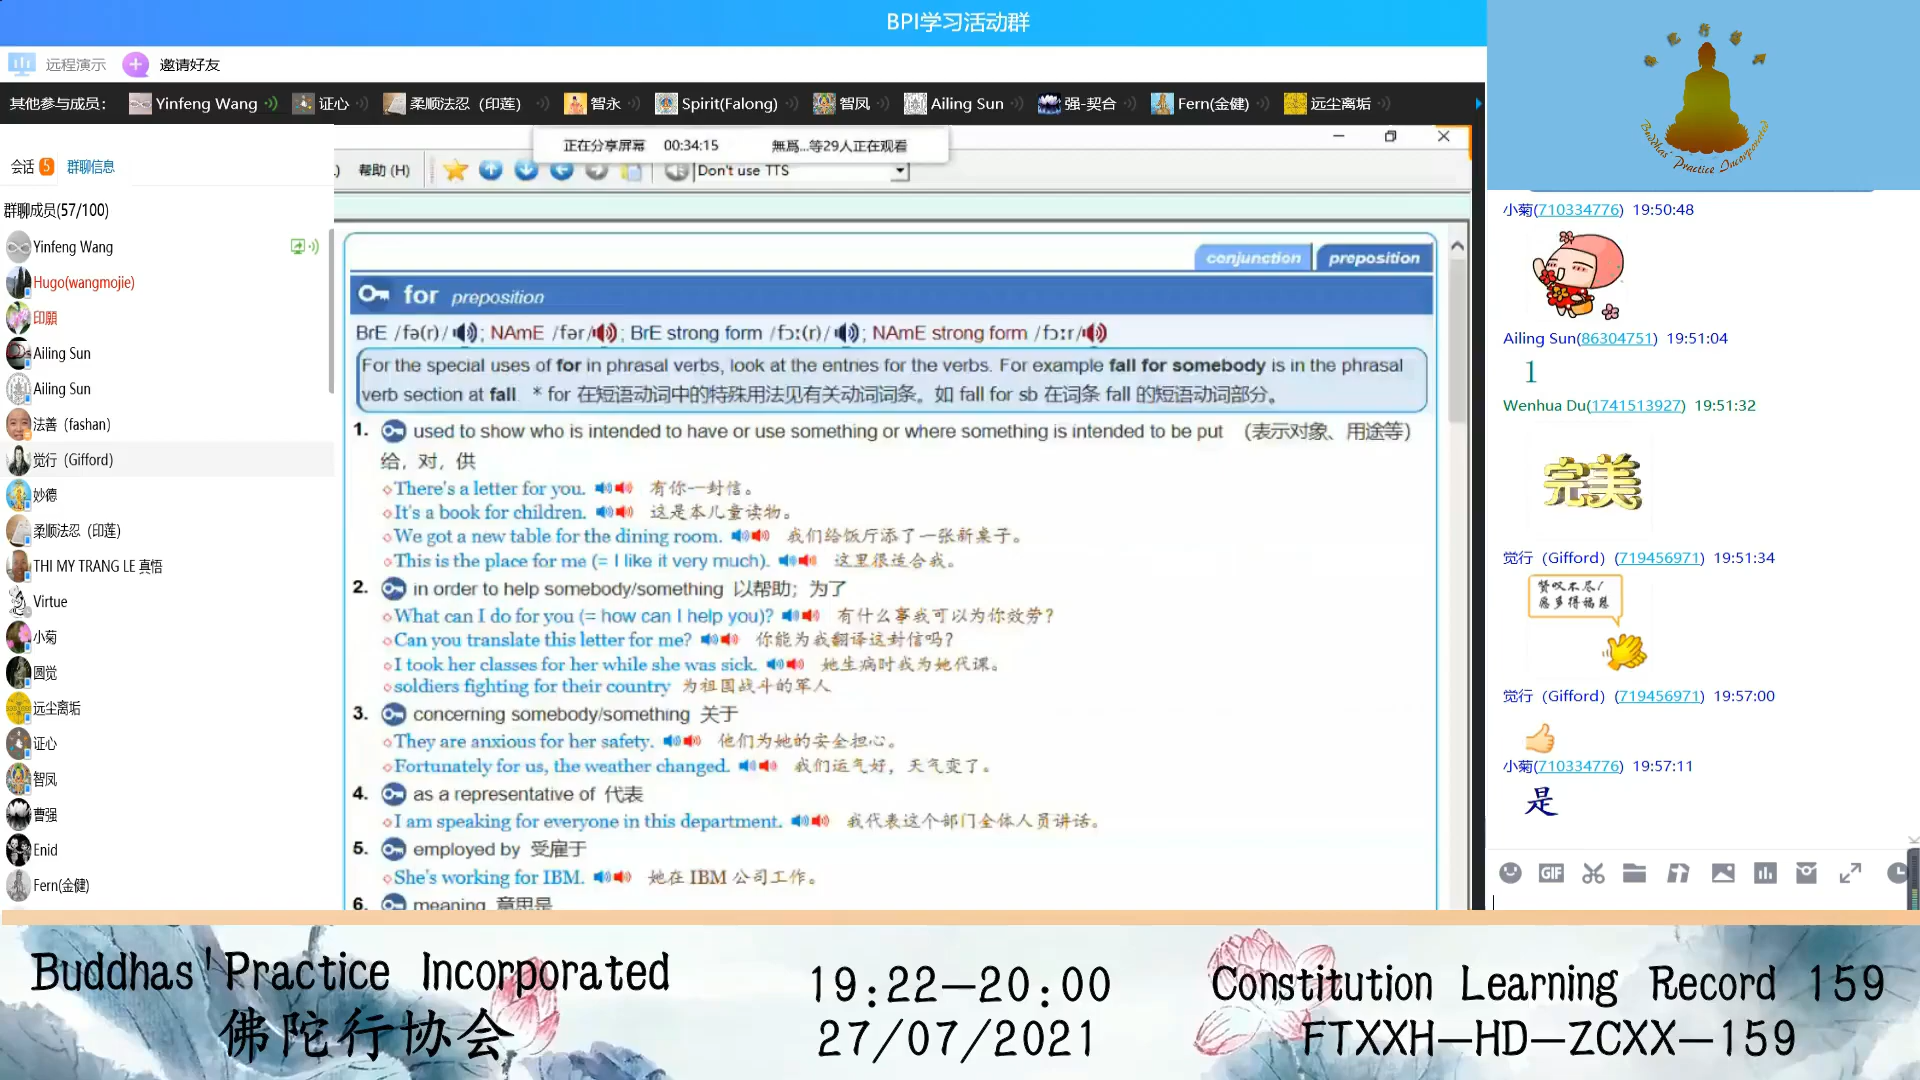 BPI学习活动群
远程演示 邀请好友
其他参与成员： Yinfeng Wang 证心 柔顺法忍（印莲） 智永 Spirit(Falong) 智凤 Ailing Sun 强-契合 Fern(金健) 远尘离垢
正在分享屏幕 00:34:15 無爲...等29人正在观看
会话 5 群聊信息
帮助 (H) Don't use TTS
群聊成员(57/100)
Yinfeng Wang
Hugo(wangmojie)
印願
Ailing Sun
Ailing Sun
法善（fashan）
觉行（Gifford）
妙德
柔顺法忍（印莲）
THI MY TRANG LE 真悟
Virtue
小菊
圆觉
远尘离垢
证心
智凤
曹强
Enid
Fern(金健)
conjunction preposition
for preposition
BrE /fə(r)/ ; NAmE /fər/ ; BrE strong form /fɔː(r)/ ; NAmE strong form /fɔːr/
For the special uses of for in phrasal verbs, look at the entries for the verbs. For example fall for somebody is in the phrasal
verb section at fall * for 在短语动词中的特殊用法见有关动词词条。如 fall for sb 在词条 fall 的短语动词部分。
1. used to show who is intended to have or use something or where something is intended to be put （表示对象、用途等）
给，对，供
There's a letter for you. 有你一封信。
It's a book for children. 这是本儿童读物。
We got a new table for the dining room. 我们给饭厅添了一张新桌子。
This is the place for me (= I like it very much). 这里很适合我。
2. in order to help somebody/something 以帮助；为了
What can I do for you (= how can I help you)? 有什么事我可以为你效劳？
Can you translate this letter for me? 你能为我翻译这封信吗？
I took her classes for her while she was sick. 她生病时我为她代课。
soldiers fighting for their country 为祖国战斗的军人
3. concerning somebody/something 关于
They are anxious for her safety. 他们为她的安全担心。
Fortunately for us, the weather changed. 我们运气好，天气变了。
4. as a representative of 代表
I am speaking for everyone in this department. 我代表这个部门全体人员讲话。
5. employed by 受雇于
She's working for IBM. 她在 IBM 公司工作。
6. meaning 意思是
Buddhas' Practice Incorporated
小菊(710334776) 19:50:48
Ailing Sun(86304751) 19:51:04
1
Wenhua Du(1741513927) 19:51:32
完美
觉行（Gifford）(719456971) 19:51:34
赞叹不尽！
愿多得福慧
觉行（Gifford）(719456971) 19:57:00
小菊(710334776) 19:57:11
是
GIF
Buddhas' Practice Incorporated
佛陀行协会
19:22—20:00
27/07/2021
Constitution Learning Record 159
FTXXH—HD—ZCXX—159